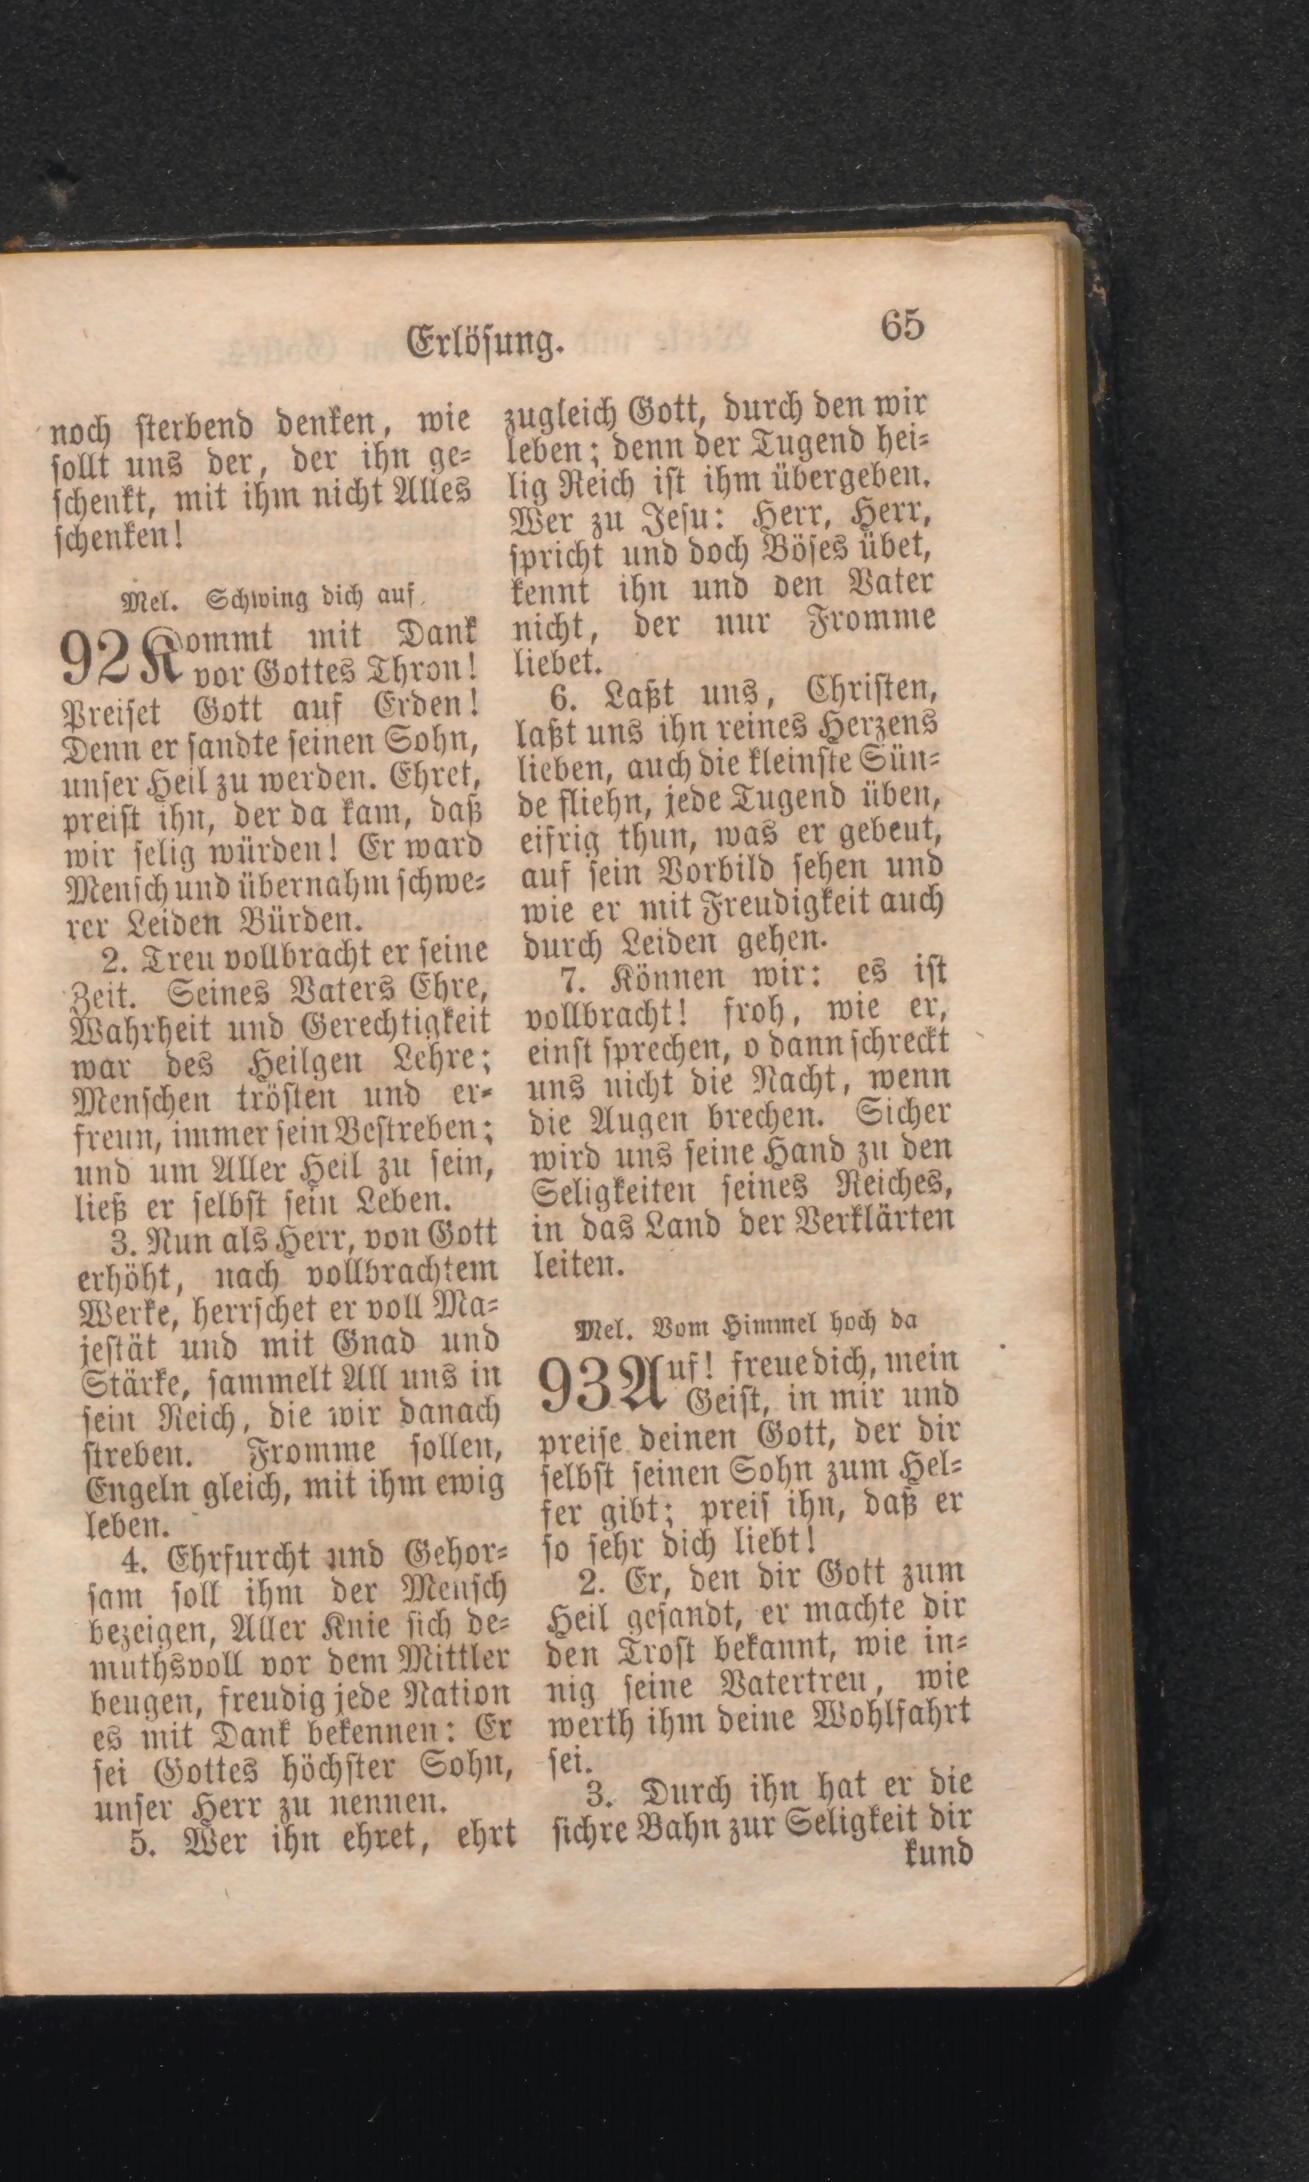 Erlösung. 65
noch sterbend denken, wie
sollt uns der, der ihn ge-
schenkt, mit ihm nicht Alles
schenken!
Mel. Schwing dich auf.
92 Kommt mit Dank
vor Gottes Thron!
Preiset Gott auf Erden!
Denn er sandte seinen Sohn,
unser Heil zu werden. Ehret,
preist ihn, der da kam, daß
wir selig würden! Er ward
Mensch und übernahm schwe-
rer Leiden Bürden.
2. Treu vollbracht er seine
Zeit. Seines Vaters Ehre,
Wahrheit und Gerechtigkeit
war des Heilgen Lehre;
Menschen trösten und er-
freun, immer sein Bestreben;
und um Aller Heil zu sein,
ließ er selbst sein Leben.
3. Nun als Herr, von Gott
erhöht, nach vollbrachtem
Werke, herrschet er voll Ma-
jestät und mit Gnad und
Stärke, sammelt All uns in
sein Reich, die wir danach
streben. Fromme sollen,
Engeln gleich, mit ihm ewig
leben.
4. Ehrfurcht und Gehor-
sam soll ihm der Mensch
bezeigen, Aller Knie sich de-
muthsvoll vor dem Mittler
beugen, freudig jede Nation
es mit Dank bekennen: Er
sei Gottes höchster Sohn,
unser Herr zu nennen.
5. Wer ihn ehret, ehrt
zugleich Gott, durch den wir
leben; denn der Tugend hei-
lig Reich ist ihm übergeben.
Wer zu Jesu: Herr, Herr,
spricht und doch Böses übet,
kennt ihn und den Vater
nicht, der nur Fromme
liebet.
6. Laßt uns, Christen,
laßt uns ihn reines Herzens
lieben, auch die kleinste Sün-
de fliehn, jede Tugend üben,
eifrig thun, was er gebeut,
auf sein Vorbild sehen und
wie er mit Freudigkeit auch
durch Leiden gehen.
7. Können wir: es ist
vollbracht! froh, wie er,
einst sprechen, o dann schreckt
uns nicht die Nacht, wenn
die Augen brechen. Sicher
wird uns seine Hand zu den
Seligkeiten seines Reiches,
in das Land der Verklärten
leiten.
Mel. Vom Himmel hoch da
93 Auf! freue dich, mein
Geist, in mir und
preise deinen Gott, der dir
selbst seinen Sohn zum Hel-
fer gibt; preis ihn, daß er
so sehr dich liebt!
2. Er, den dir Gott zum
Heil gesandt, er machte dir
den Trost bekannt, wie in-
nig seine Vatertreu, wie
werth ihm deine Wohlfahrt
sei.
3. Durch ihn hat er die
sichre Bahn zur Seligkeit dir
kund